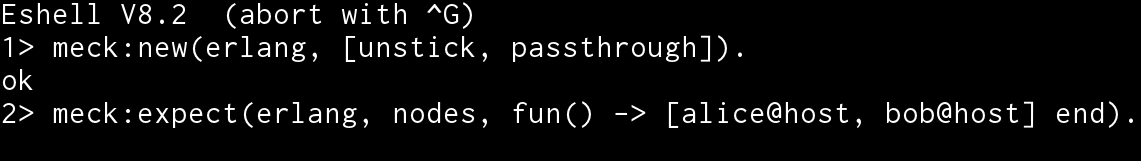 Eshell V8.2  (abort with ^G)
1> meck:new(erlang, [unstick, passthrough]).
ok
2> meck:expect(erlang, nodes, fun() -> [alice@host, bob@host] end).